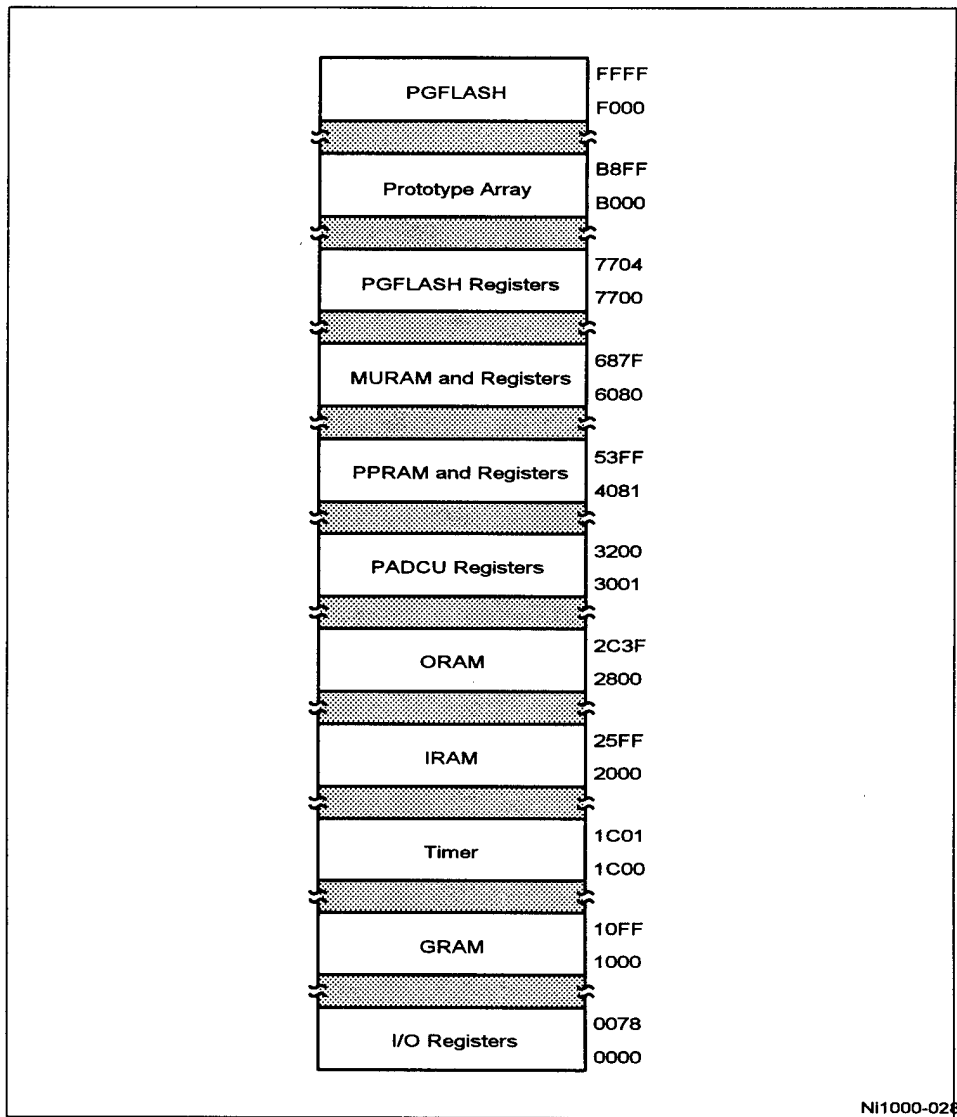 PGFLASH
FFFF
F000
Prototype Array
B8FF
B000
PGFLASH Registers
7704
7700
MURAM and Registers
687F
6080
PPRAM and Registers
53FF
4081
PADCU Registers
3200
3001
ORAM
2C3F
2800
IRAM
25FF
2000
Timer
1C01
1C00
GRAM
10FF
1000
I/O Registers
0078
0000
Ni1000-028